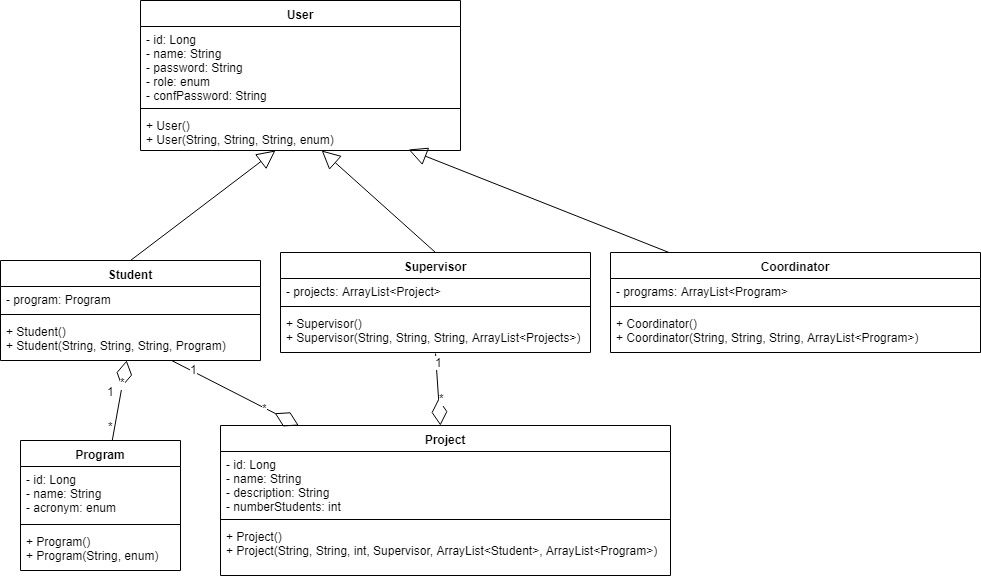 User
- id: Long
- name: String
- password: String
- role: enum
- confPassword: String
+ User()
+ User(String, String, String, enum)
Student
- program: Program
+ Student()
+ Student(String, String, String, Program)
Supervisor
- projects: ArrayList<Project>
+ Supervisor()
+ Supervisor(String, String, String, ArrayList<Projects>)
Coordinator
- programs: ArrayList<Program>
+ Coordinator()
+ Coordinator(String, String, String, ArrayList<Program>)
*
1
*
1
*
1
*
Program
- id: Long
- name: String
- acronym: enum
+ Program()
+ Program(String, enum)
Project
- id: Long
- name: String
- description: String
- numberStudents: int
+ Project()
+ Project(String, String, int, Supervisor, ArrayList<Student>, ArrayList<Program>)